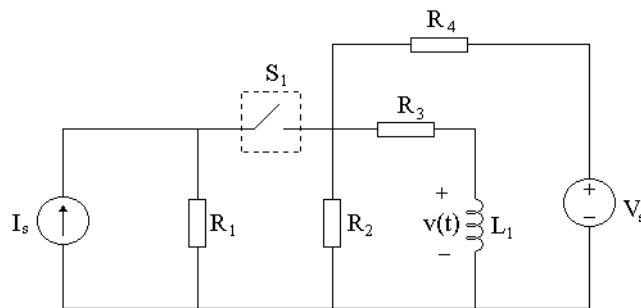 R4
S1
R3
+
+
Is
R1
R2
v(t)
L1
Vs
−
−